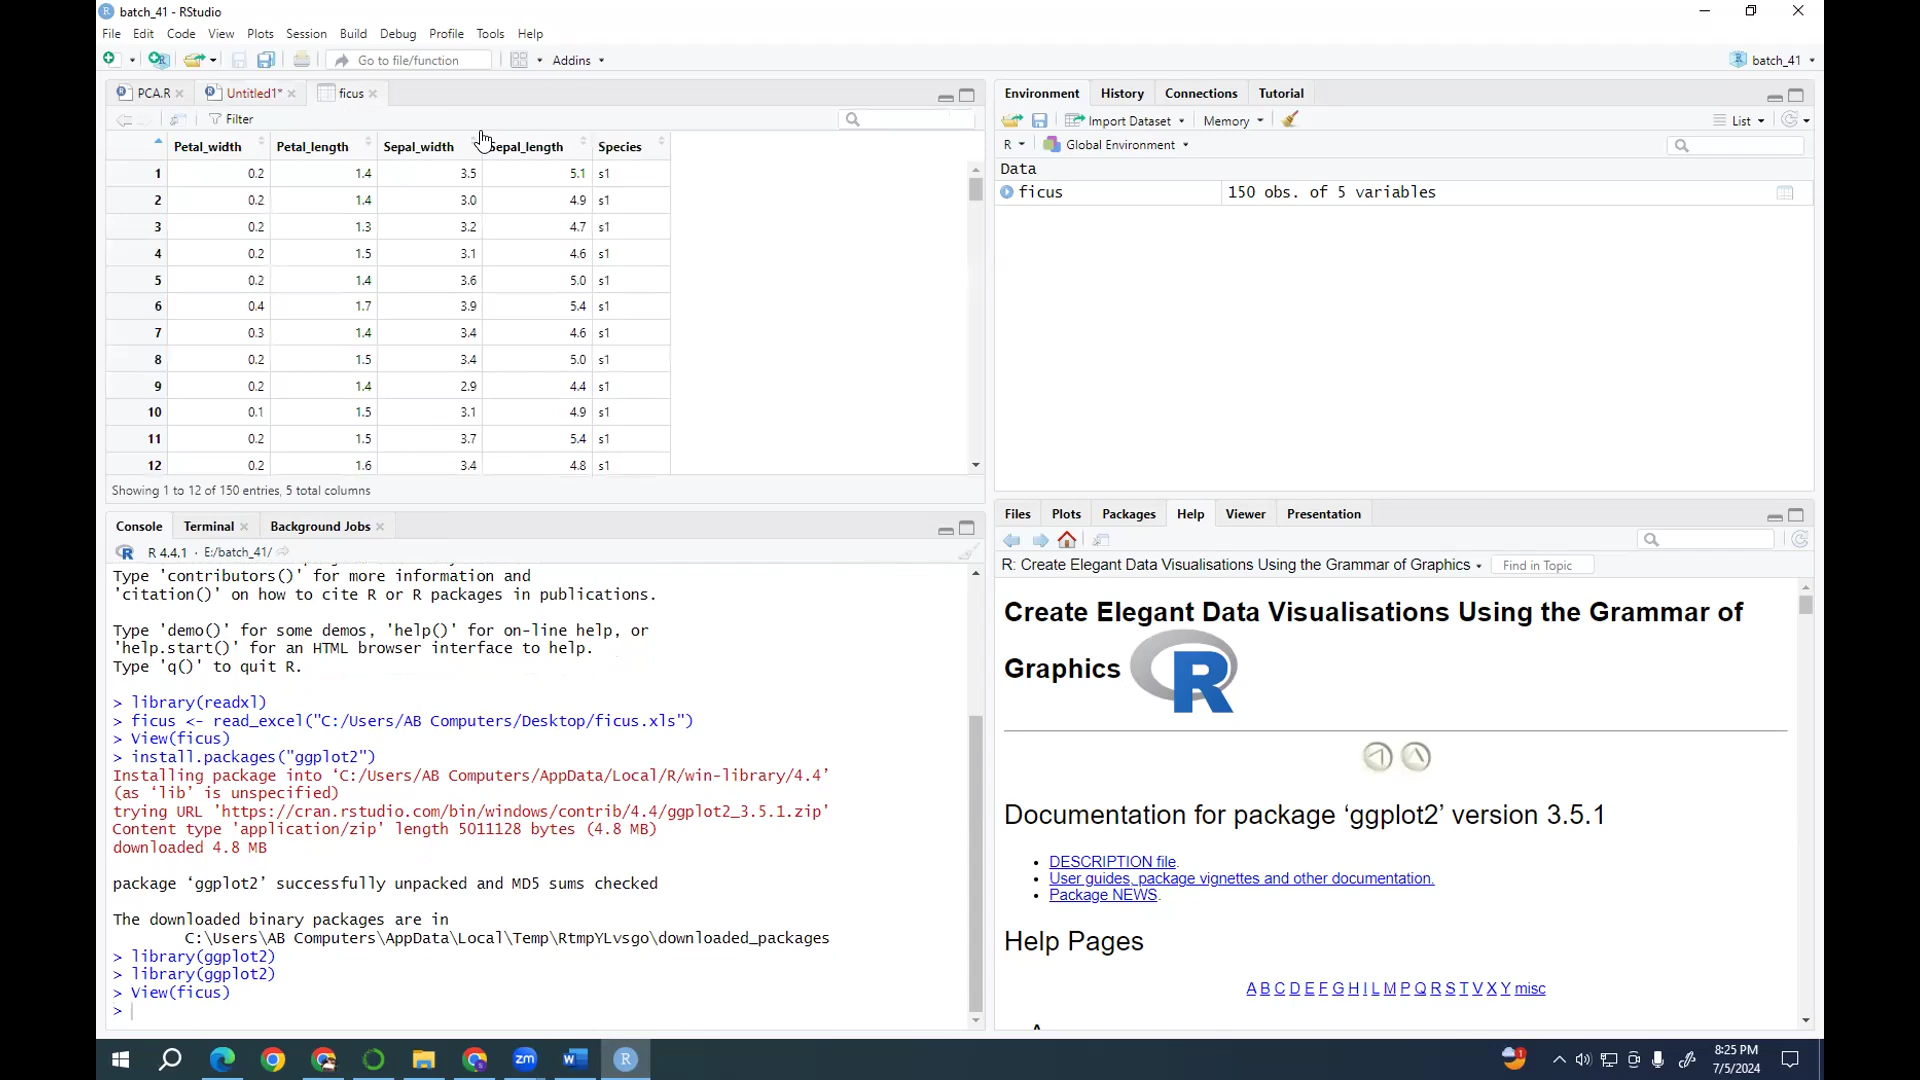 batch_41 - RStudio
File Edit Code View Plots Session Build Debug Profile Tools Help
Go to file/function Addins batch_41
PCA.R Untitled1* ficus
Filter
Petal_width Petal_length Sepal_width Sepal_length Species
1 0.2 1.4 3.5 5.1 s1
2 0.2 1.4 3.0 4.9 s1
3 0.2 1.3 3.2 4.7 s1
4 0.2 1.5 3.1 4.6 s1
5 0.2 1.4 3.6 5.0 s1
6 0.4 1.7 3.9 5.4 s1
7 0.3 1.4 3.4 4.6 s1
8 0.2 1.5 3.4 5.0 s1
9 0.2 1.4 2.9 4.4 s1
10 0.1 1.5 3.1 4.9 s1
11 0.2 1.5 3.7 5.4 s1
12 0.2 1.6 3.4 4.8 s1
Showing 1 to 12 of 150 entries, 5 total columns
Console Terminal Background Jobs
R 4.4.1 · E:/batch_41/
Type 'contributors()' for more information and
'citation()' on how to cite R or R packages in publications.
Type 'demo()' for some demos, 'help()' for on-line help, or
'help.start()' for an HTML browser interface to help.
Type 'q()' to quit R.
> library(readxl)
> ficus <- read_excel("C:/Users/AB Computers/Desktop/ficus.xls")
> View(ficus)
> install.packages("ggplot2")
Installing package into ‘C:/Users/AB Computers/AppData/Local/R/win-library/4.4’
(as ‘lib’ is unspecified)
trying URL 'https://cran.rstudio.com/bin/windows/contrib/4.4/ggplot2_3.5.1.zip'
Content type 'application/zip' length 5011128 bytes (4.8 MB)
downloaded 4.8 MB
package ‘ggplot2’ successfully unpacked and MD5 sums checked
The downloaded binary packages are in
C:\Users\AB Computers\AppData\Local\Temp\RtmpYLvsgo\downloaded_packages
> library(ggplot2)
> library(ggplot2)
> View(ficus)
>
Environment History Connections Tutorial
Import Dataset Memory List
R Global Environment
Data
ficus 150 obs. of 5 variables
Files Plots Packages Help Viewer Presentation
R: Create Elegant Data Visualisations Using the Grammar of Graphics Find in Topic
Create Elegant Data Visualisations Using the Grammar of
Graphics R
Documentation for package ‘ggplot2’ version 3.5.1
• DESCRIPTION file.
• User guides, package vignettes and other documentation.
• Package NEWS.
Help Pages
A B C D E F G H I L M P Q R S T V X Y misc
zm
8:25 PM
7/5/2024